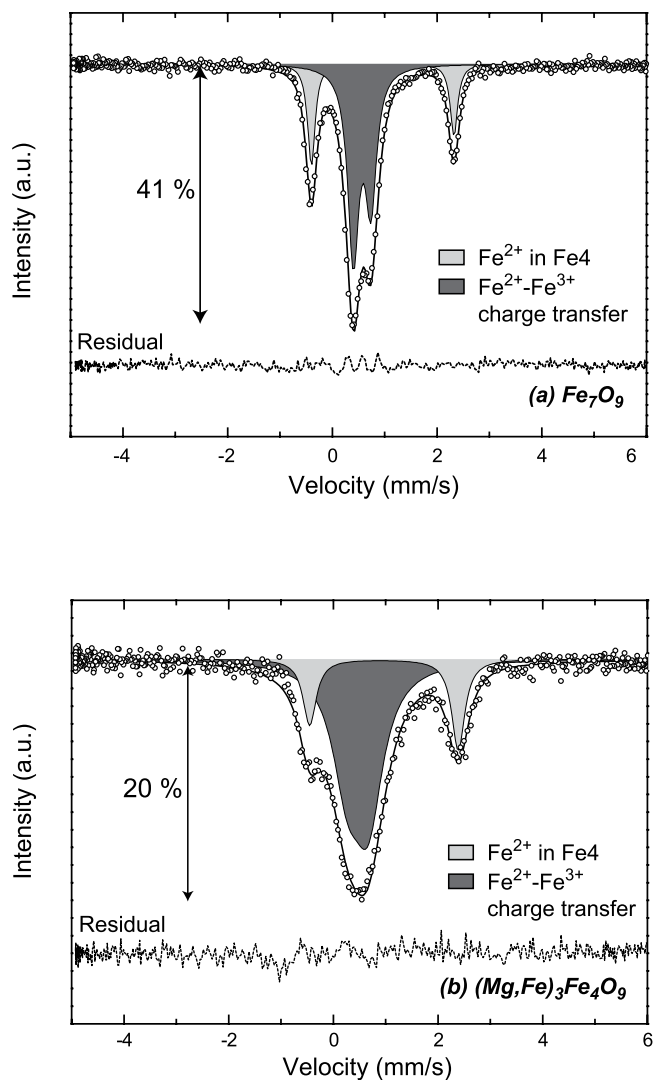 Intensity (a.u.)
41 %
Fe2+ in Fe4
Fe2+-Fe3+
charge transfer
Residual
(a) Fe7O9
-4 -2 0 2 4 6
Velocity (mm/s)
Intensity (a.u.)
20 %
Fe2+ in Fe4
Fe2+-Fe3+
charge transfer
Residual
(b) (Mg,Fe)3Fe4O9
-4 -2 0 2 4 6
Velocity (mm/s)